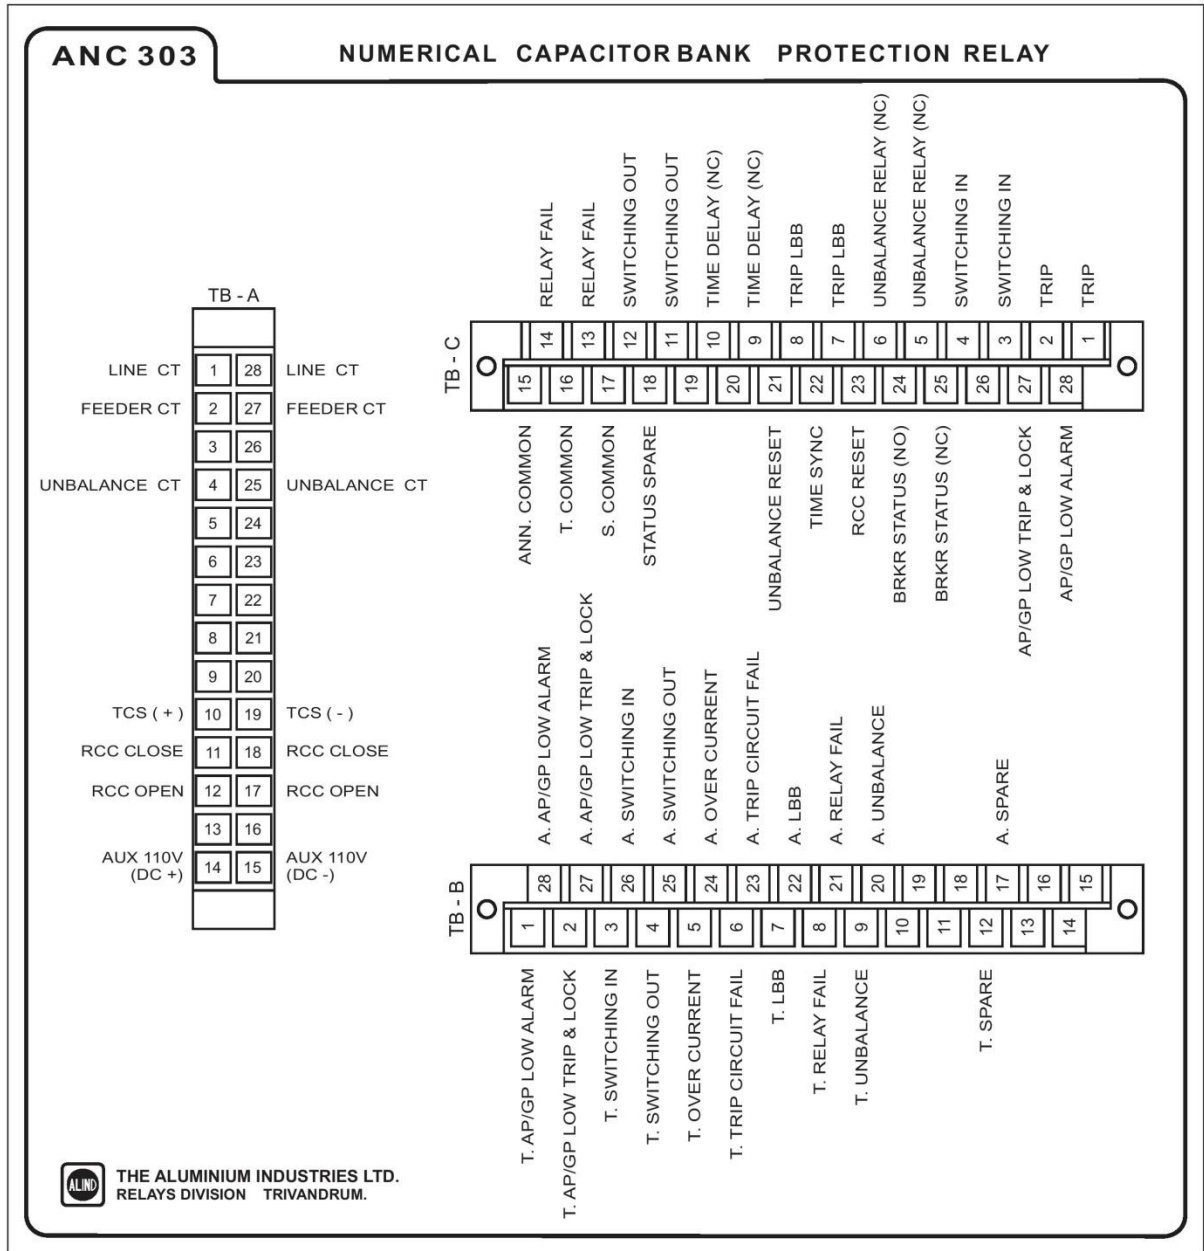 ANC 303
NUMERICAL CAPACITOR BANK PROTECTION RELAY
TB - A
LINE CT 1 28 LINE CT
FEEDER CT 2 27 FEEDER CT
3 26
UNBALANCE CT 4 25 UNBALANCE CT
5 24
6 23
7 22
8 21
9 20
TCS ( + ) 10 19 TCS ( - )
RCC CLOSE 11 18 RCC CLOSE
RCC OPEN 12 17 RCC OPEN
13 16
AUX 110V (DC +) 14 15 AUX 110V (DC -)
TB - C
RELAY FAIL
RELAY FAIL
SWITCHING OUT
SWITCHING OUT
TIME DELAY (NC)
TIME DELAY (NC)
TRIP LBB
TRIP LBB
UNBALANCE RELAY (NC)
UNBALANCE RELAY (NC)
SWITCHING IN
SWITCHING IN
TRIP
TRIP
14 13 12 11 10 9 8 7 6 5 4 3 2 1
15 16 17 18 19 20 21 22 23 24 25 26 27 28
ANN. COMMON
T. COMMON
S. COMMON
STATUS SPARE
UNBALANCE RESET
TIME SYNC
RCC RESET
BRKR STATUS (NO)
BRKR STATUS (NC)
AP/GP LOW TRIP & LOCK
AP/GP LOW ALARM
TB - B
A. AP/GP LOW ALARM
A. AP/GP LOW TRIP & LOCK
A. SWITCHING IN
A. SWITCHING OUT
A. OVER CURRENT
A. TRIP CIRCUIT FAIL
A. LBB
A. RELAY FAIL
A. UNBALANCE
A. SPARE
28 27 26 25 24 23 22 21 20 19 18 17 16 15
1 2 3 4 5 6 7 8 9 10 11 12 13 14
T. AP/GP LOW ALARM
T. AP/GP LOW TRIP & LOCK
T. SWITCHING IN
T. SWITCHING OUT
T. OVER CURRENT
T. TRIP CIRCUIT FAIL
T. LBB
T. RELAY FAIL
T. UNBALANCE
T. SPARE
ALIND
THE ALUMINIUM INDUSTRIES LTD.
RELAYS DIVISION TRIVANDRUM.